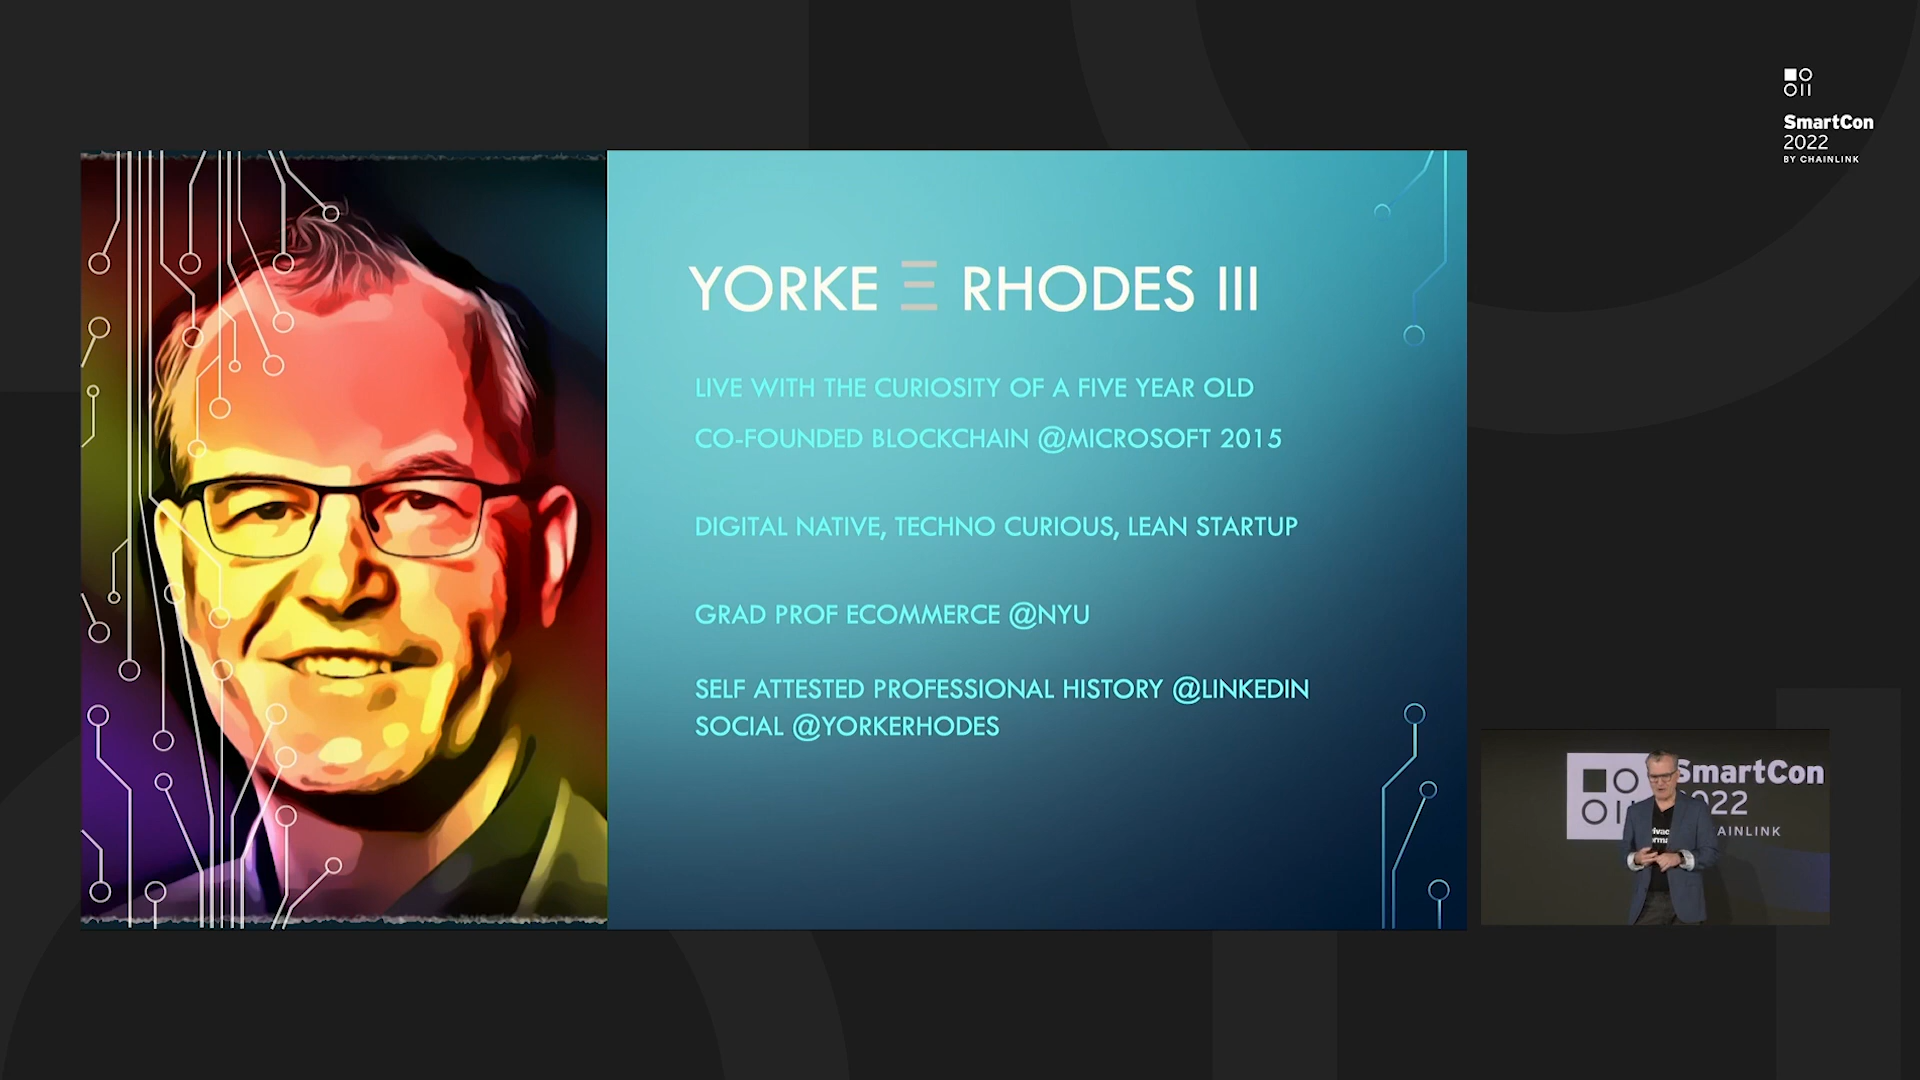 SmartCon
2022
BY CHAINLINK
YORKE Ξ RHODES III
LIVE WITH THE CURIOSITY OF A FIVE YEAR OLD
CO-FOUNDED BLOCKCHAIN @MICROSOFT 2015
DIGITAL NATIVE, TECHNO CURIOUS, LEAN STARTUP
GRAD PROF ECOMMERCE @NYU
SELF ATTESTED PROFESSIONAL HISTORY @LINKEDIN
SOCIAL @YORKERHODES
SmartCon
2022
AINLINK